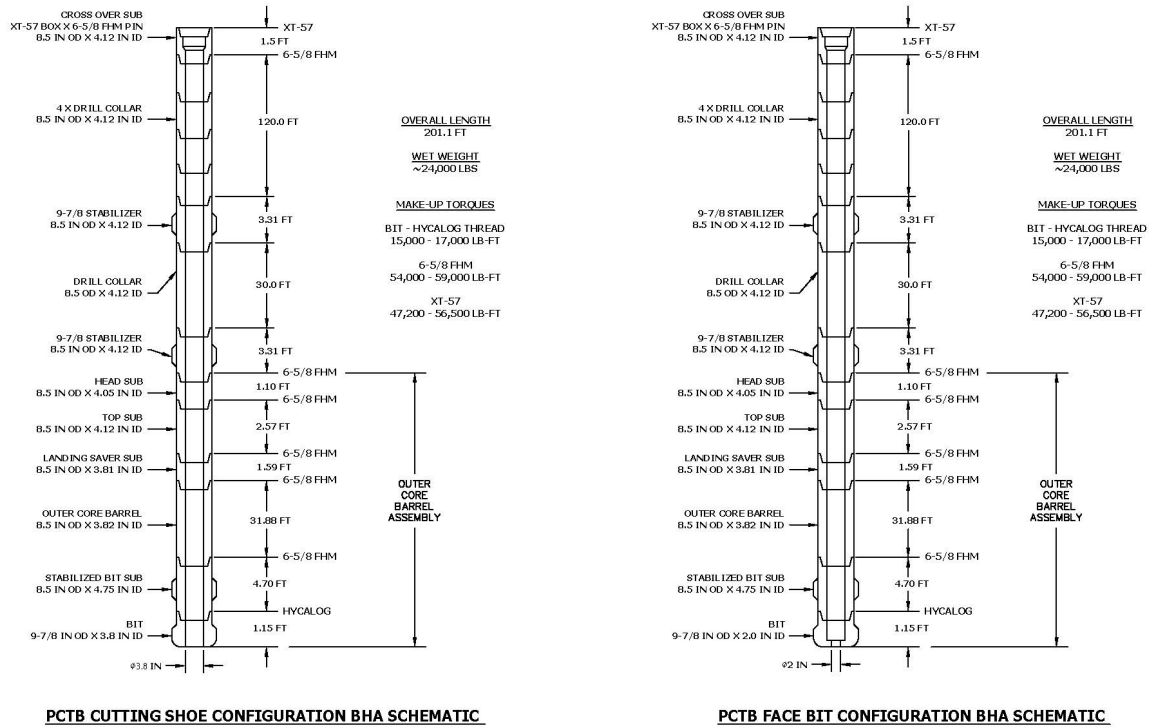 CROSS OVER SUB
XT-57 BOX X 6-5/8 FHM PIN
8.5 IN OD X 4.12 IN ID
XT-57
1.5 FT
6-5/8 FHM
4 X DRILL COLLAR
8.5 IN OD X 4.12 IN ID
120.0 FT
9-7/8 STABILIZER
8.5 IN OD X 4.12 ID
3.31 FT
DRILL COLLAR
8.5 OD X 4.12 ID
30.0 FT
9-7/8 STABILIZER
8.5 IN OD X 4.12 ID
3.31 FT
6-5/8 FHM
HEAD SUB
8.5 IN OD X 4.05 IN ID
1.10 FT
6-5/8 FHM
TOP SUB
8.5 IN OD X 4.12 IN ID
2.57 FT
6-5/8 FHM
LANDING SAVER SUB
8.5 IN OD X 3.81 IN ID
1.59 FT
6-5/8 FHM
OUTER CORE BARREL
8.5 IN OD X 3.82 IN ID
31.88 FT
6-5/8 FHM
STABILIZED BIT SUB
8.5 IN OD X 4.75 IN ID
4.70 FT
HYCALOG
BIT
9-7/8 IN OD X 3.8 IN ID
1.15 FT
Ø3.8 IN
OVERALL LENGTH
201.1 FT
WET WEIGHT
~24,000 LBS
MAKE-UP TORQUES
BIT - HYCALOG THREAD
15,000 - 17,000 LB-FT
6-5/8 FHM
54,000 - 59,000 LB-FT
XT-57
47,200 - 56,500 LB-FT
OUTER
CORE
BARREL
ASSEMBLY
PCTB CUTTING SHOE CONFIGURATION BHA SCHEMATIC
CROSS OVER SUB
XT-57 BOX X 6-5/8 FHM PIN
8.5 IN OD X 4.12 IN ID
XT-57
1.5 FT
6-5/8 FHM
4 X DRILL COLLAR
8.5 IN OD X 4.12 IN ID
120.0 FT
9-7/8 STABILIZER
8.5 IN OD X 4.12 ID
3.31 FT
DRILL COLLAR
8.5 OD X 4.12 ID
30.0 FT
9-7/8 STABILIZER
8.5 IN OD X 4.12 ID
3.31 FT
6-5/8 FHM
HEAD SUB
8.5 IN OD X 4.05 IN ID
1.10 FT
6-5/8 FHM
TOP SUB
8.5 IN OD X 4.12 IN ID
2.57 FT
6-5/8 FHM
LANDING SAVER SUB
8.5 IN OD X 3.81 IN ID
1.59 FT
6-5/8 FHM
OUTER CORE BARREL
8.5 IN OD X 3.82 IN ID
31.88 FT
6-5/8 FHM
STABILIZED BIT SUB
8.5 IN OD X 4.75 IN ID
4.70 FT
HYCALOG
BIT
9-7/8 IN OD X 2.0 IN ID
1.15 FT
Ø2 IN
OVERALL LENGTH
201.1 FT
WET WEIGHT
~24,000 LBS
MAKE-UP TORQUES
BIT - HYCALOG THREAD
15,000 - 17,000 LB-FT
6-5/8 FHM
54,000 - 59,000 LB-FT
XT-57
47,200 - 56,500 LB-FT
OUTER
CORE
BARREL
ASSEMBLY
PCTB FACE BIT CONFIGURATION BHA SCHEMATIC